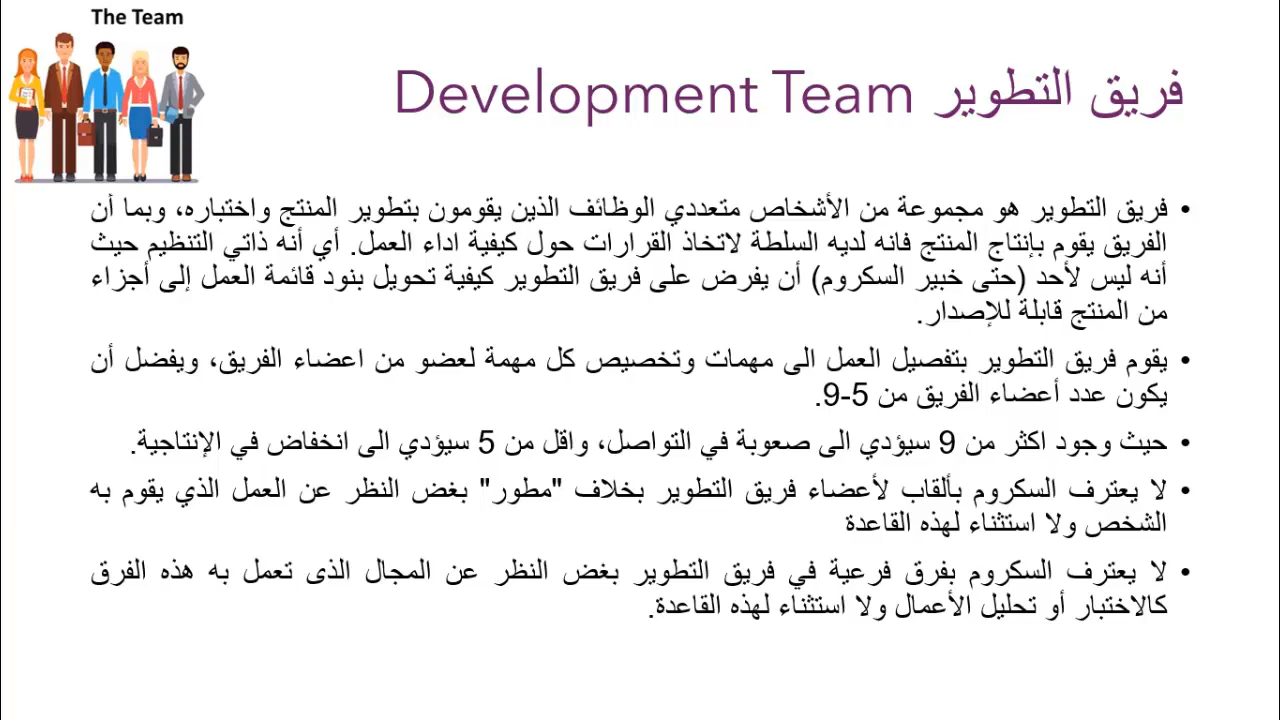 The Team
فريق التطوير Development Team
• فريق التطوير هو مجموعة من الأشخاص متعددي الوظائف الذين يقومون بتطوير المنتج واختباره، وبما أن
الفريق يقوم بإنتاج المنتج فانه لديه السلطة لاتخاذ القرارات حول كيفية اداء العمل. أي أنه ذاتي التنظيم حيث
أنه ليس لأحد (حتى خبير السكروم) أن يفرض على فريق التطوير كيفية تحويل بنود قائمة العمل إلى أجزاء
من المنتج قابلة للإصدار.
• يقوم فريق التطوير بتفصيل العمل الى مهمات وتخصيص كل مهمة لعضو من اعضاء الفريق، ويفضل أن
يكون عدد أعضاء الفريق من 5-9.
• حيث وجود اكثر من 9 سيؤدي الى صعوبة في التواصل، واقل من 5 سيؤدي الى انخفاض في الإنتاجية.
• لا يعترف السكروم بألقاب لأعضاء فريق التطوير بخلاف "مطور" بغض النظر عن العمل الذي يقوم به
الشخص ولا استثناء لهذه القاعدة
• لا يعترف السكروم بفرق فرعية في فريق التطوير بغض النظر عن المجال الذى تعمل به هذه الفرق
كالاختبار أو تحليل الأعمال ولا استثناء لهذه القاعدة.